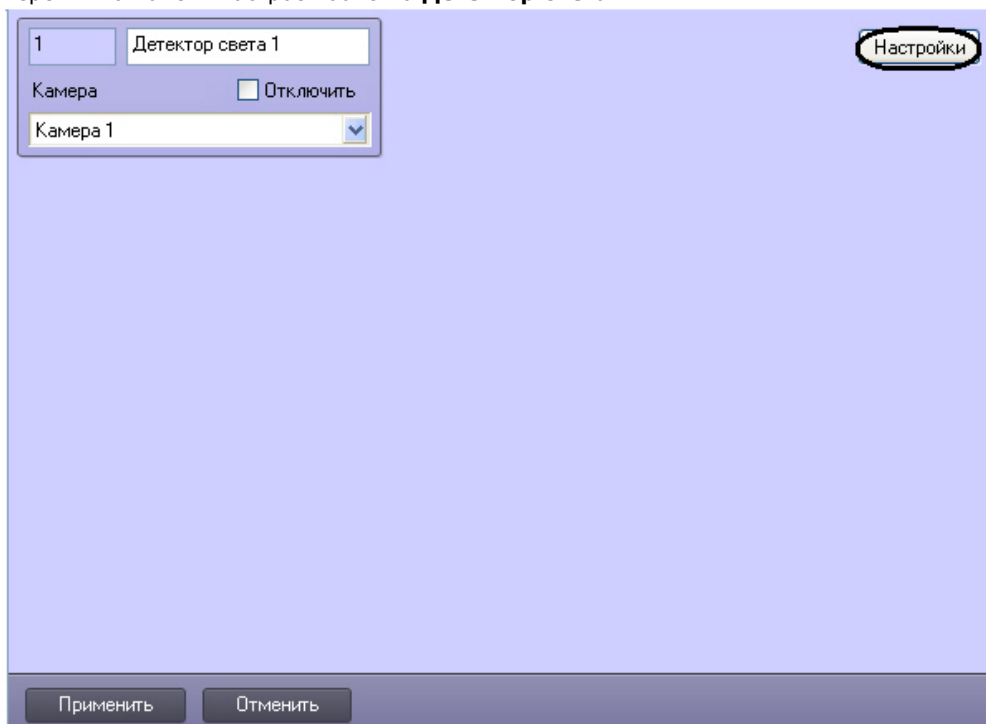 1 Детектор света 1 Настройки
Камера Отключить
Камера 1
Применить Отменить